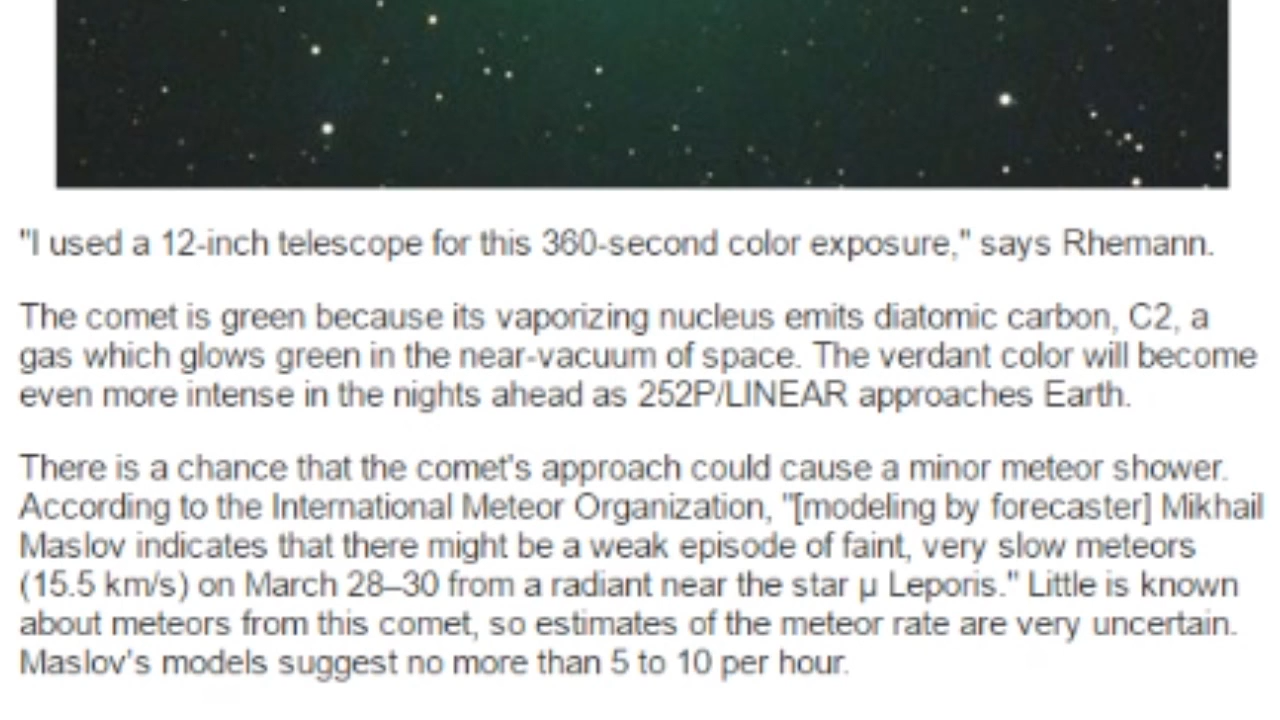 "I used a 12-inch telescope for this 360-second color exposure," says Rhemann.
The comet is green because its vaporizing nucleus emits diatomic carbon, C2, a
gas which glows green in the near-vacuum of space. The verdant color will become
even more intense in the nights ahead as 252P/LINEAR approaches Earth.
There is a chance that the comet's approach could cause a minor meteor shower.
According to the International Meteor Organization, "[modeling by forecaster] Mikhail
Maslov indicates that there might be a weak episode of faint, very slow meteors
(15.5 km/s) on March 28–30 from a radiant near the star μ Leporis." Little is known
about meteors from this comet, so estimates of the meteor rate are very uncertain.
Maslov's models suggest no more than 5 to 10 per hour.